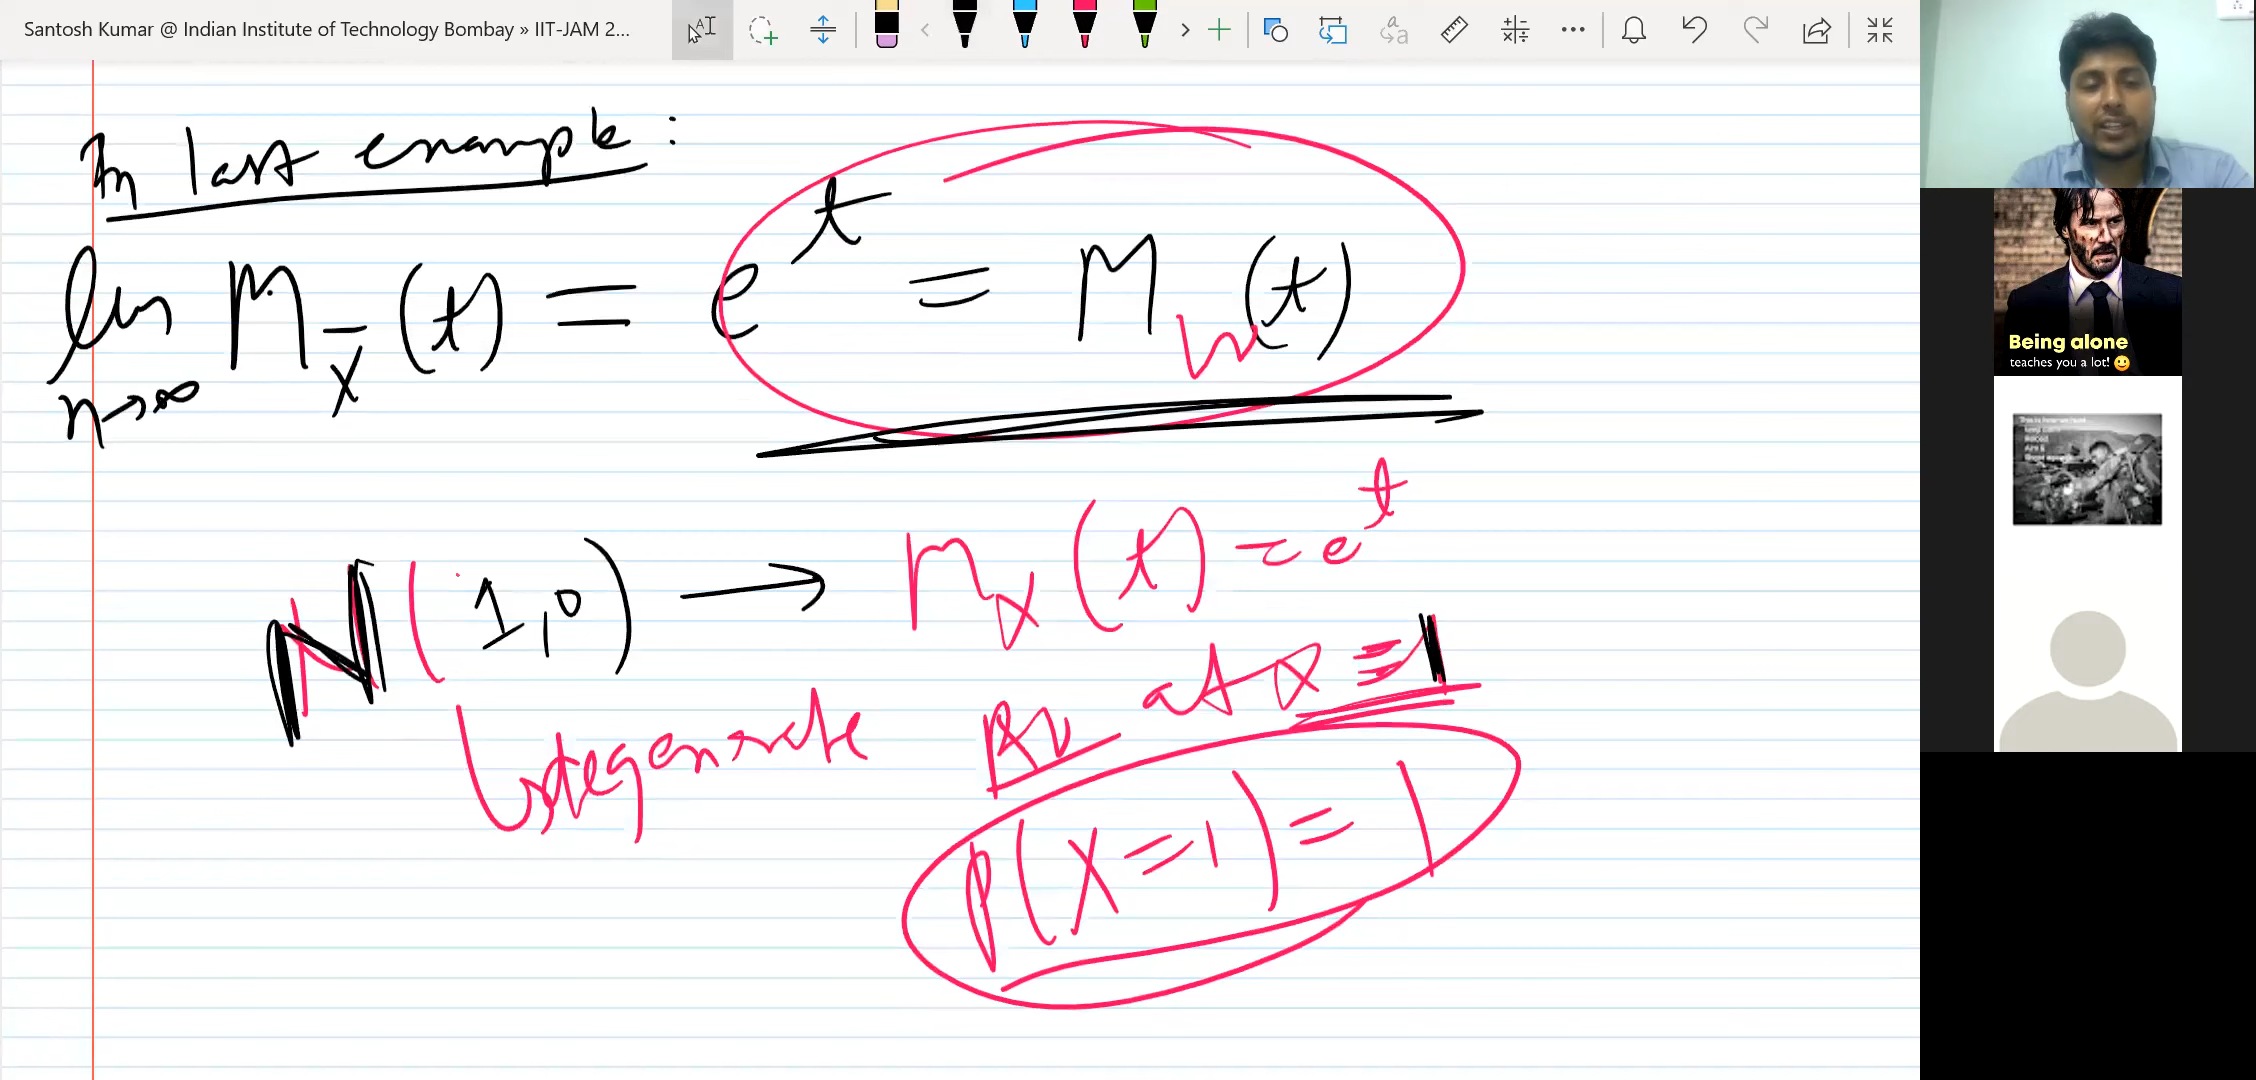 Santosh Kumar @ Indian Institute of Technology Bombay » IIT-JAM 2...
In last example:
lim n→∞ M_X̄ (t) = e^t = M_W(t)
N(1,0) → M_X(t) = e^t
degenerate RV at X = 1
P(X=1) = 1
Being alone
teaches you a lot! 😀